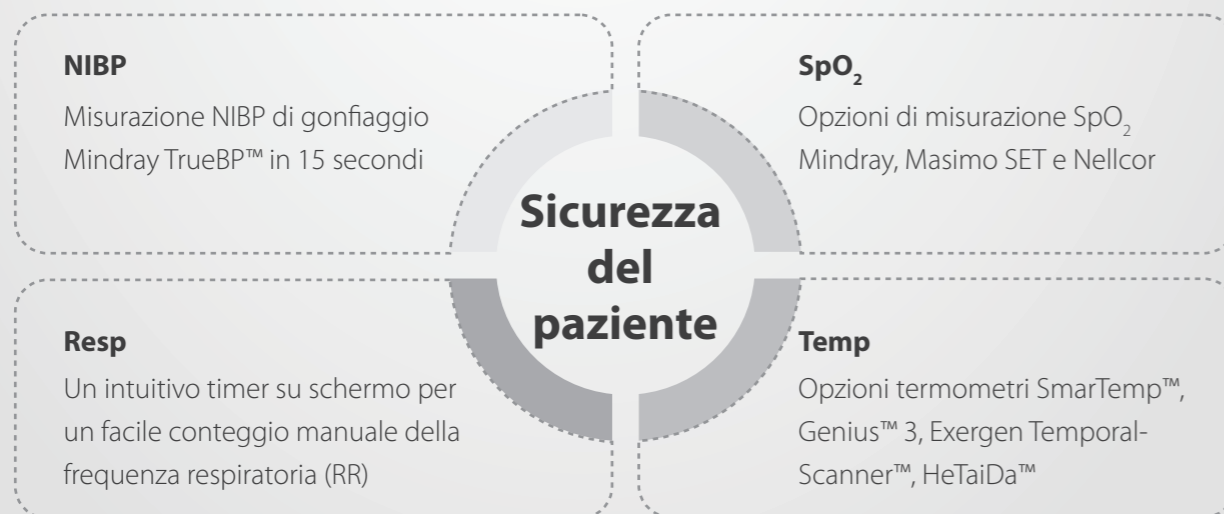 NIBP
Misurazione NIBP di gonfiaggio
Mindray TrueBP™ in 15 secondi
SpO₂
Opzioni di misurazione SpO₂
Mindray, Masimo SET e Nellcor
Sicurezza
del
paziente
Resp
Un intuitivo timer su schermo per
un facile conteggio manuale della
frequenza respiratoria (RR)
Temp
Opzioni termometri SmarTemp™,
Genius™ 3, Exergen Temporal-
Scanner™, HeTaiDa™